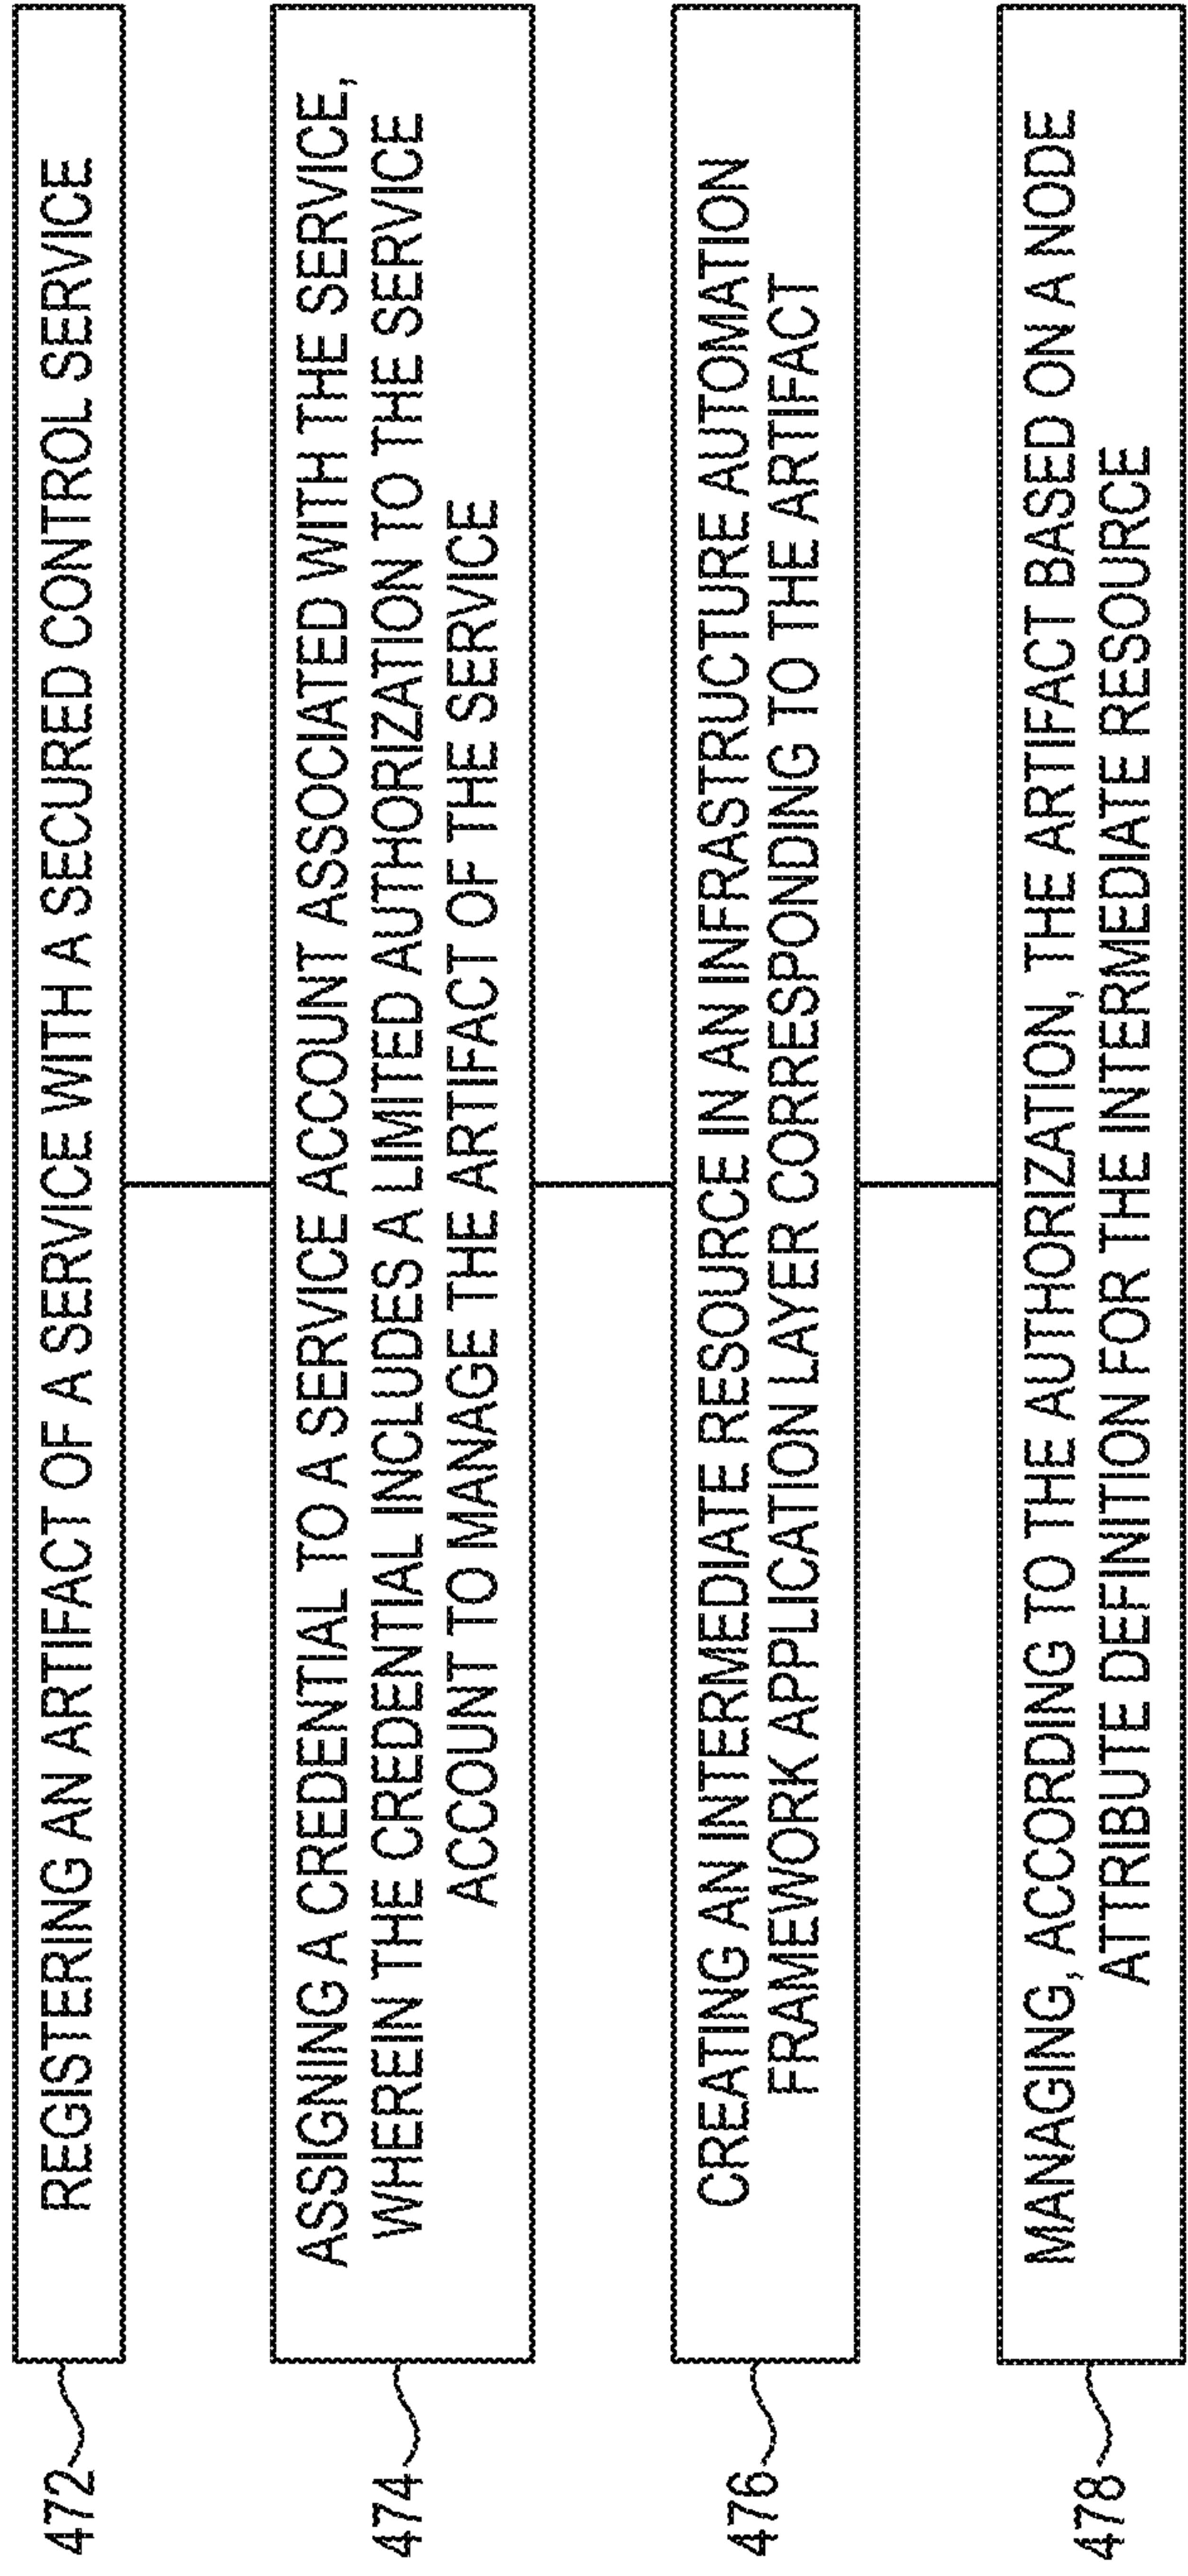 472
REGISTERING AN ARTIFACT OF A SERVICE WITH A SECURED CONTROL SERVICE
474
ASSIGNING A CREDENTIAL TO A SERVICE ACCOUNT ASSOCIATED WITH THE SERVICE,
WHEREIN THE CREDENTIAL INCLUDES A LIMITED AUTHORIZATION TO THE SERVICE
ACCOUNT TO MANAGE THE ARTIFACT OF THE SERVICE
476
CREATING AN INTERMEDIATE RESOURCE IN AN INFRASTRUCTURE AUTOMATION
FRAMEWORK APPLICATION LAYER CORRESPONDING TO THE ARTIFACT
478
MANAGING, ACCORDING TO THE AUTHORIZATION, THE ARTIFACT BASED ON A NODE
ATTRIBUTE DEFINITION FOR THE INTERMEDIATE RESOURCE